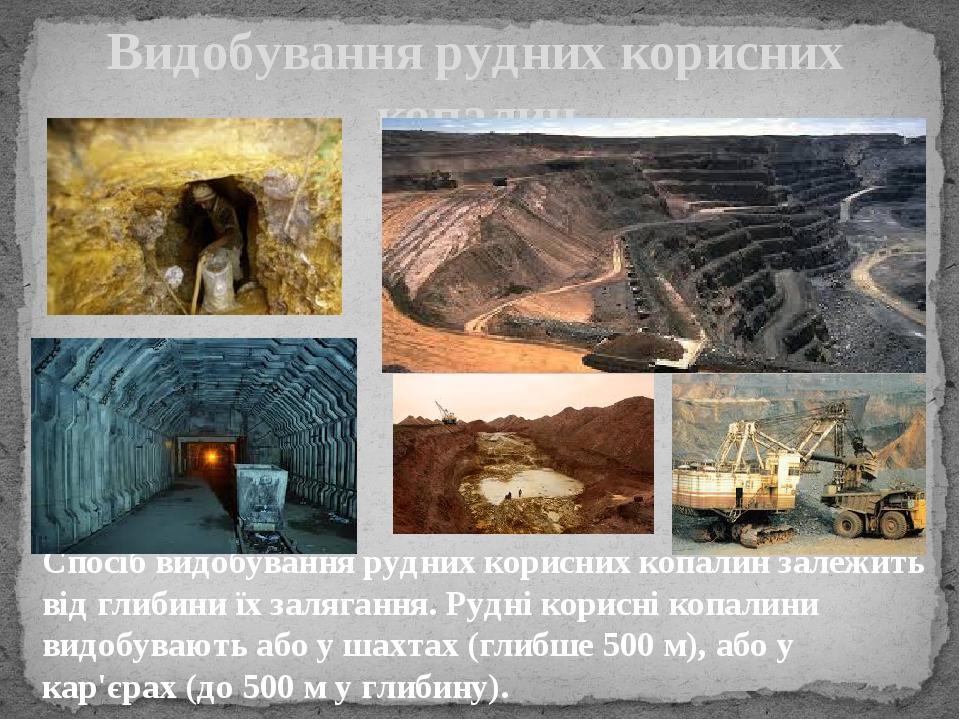 Видобування рудних корисних
копалин
Спосіб видобування рудних корисних копалин залежить
від глибини їх залягання. Рудні корисні копалини
видобувають або у шахтах (глибше 500 м), або у
кар'єрах (до 500 м у глибину).